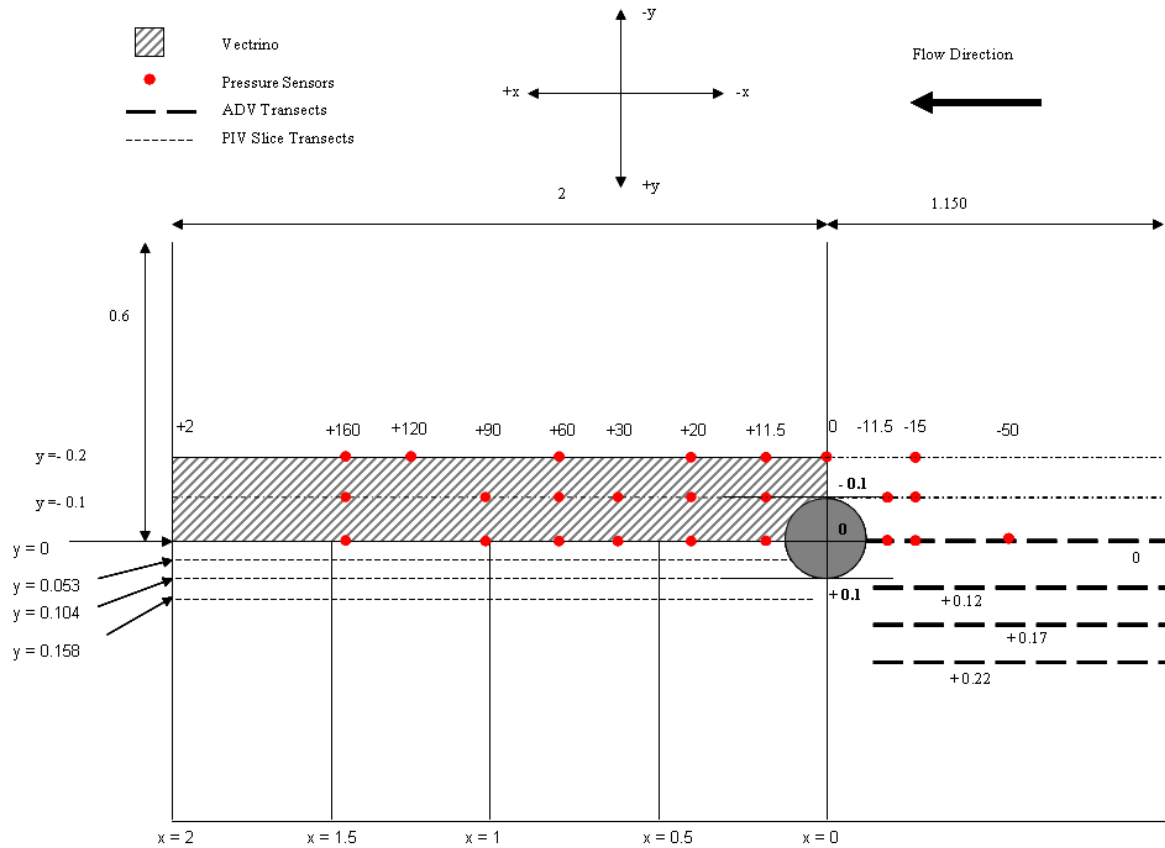 -y
Vectrino
Flow Direction
Pressure Sensors
+x
-x
ADV Transects
PIV Slice Transects
+y
2
1.150
0.6
+2
+160
+120
+90
+60
+30
+20
+11.5
0
-11.5
-15
-50
y =- 0.2
- 0.1
y =- 0.1
0
y = 0
0
y = 0.053
+ 0.1
+ 0.12
y = 0.104
+ 0.17
y = 0.158
+ 0.22
x = 2
x = 1.5
x = 1
x = 0.5
x = 0